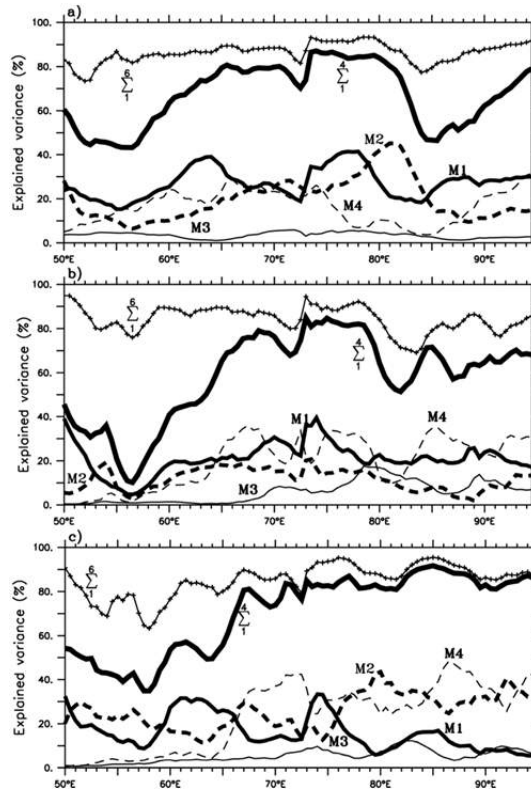 a)
100.
80.
60.
40.
20.
0.
Explained variance (%)
6
∑
1
4
∑
1
M2
M1
M4
M3
50°E
60°E
70°E
80°E
90°E
b)
100.
80.
60.
40.
20.
0.
Explained variance (%)
6
∑
1
4
∑
1
M1
M4
M2
M3
50°E
60°E
70°E
80°E
90°E
c)
100.
80.
60.
40.
20.
0.
Explained variance (%)
6
∑
1
4
∑
1
M4
M2
M3
M1
50°E
60°E
70°E
80°E
90°E